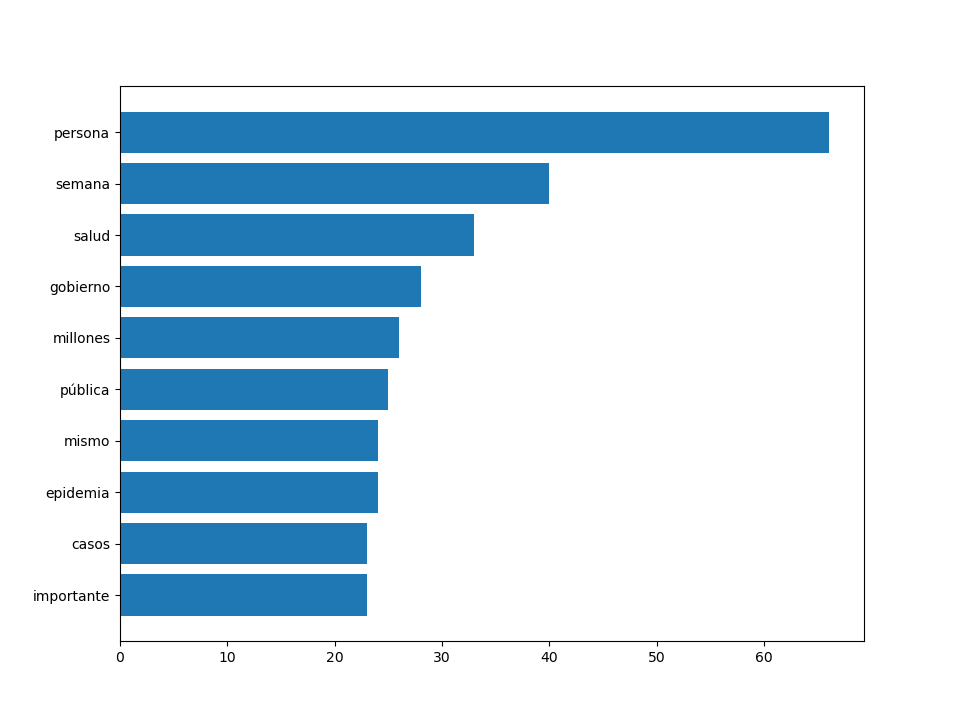 persona
semana
salud
gobierno
millones
pública
mismo
epidemia
casos
importante
0 10 20 30 40 50 60